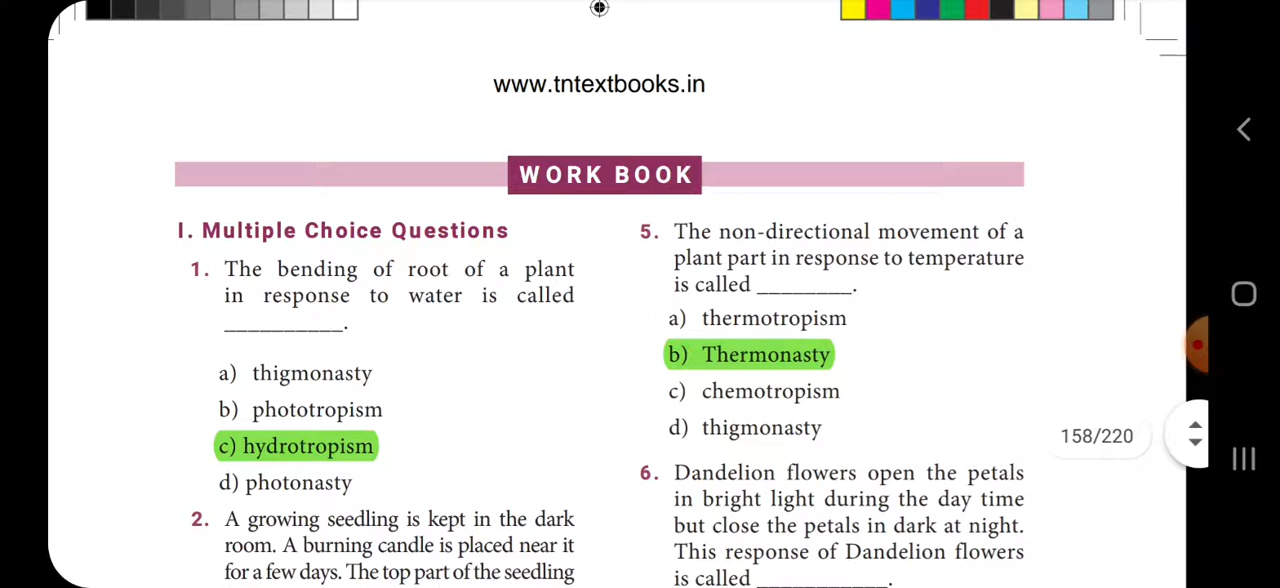 www.tntextbooks.in
WORK BOOK
I. Multiple Choice Questions
1. The bending of root of a plant
in response to water is called
__________.
a) thigmonasty
b) phototropism
c) hydrotropism
d) photonasty
2. A growing seedling is kept in the dark
room. A burning candle is placed near it
for a few days. The top part of the seedling
5. The non-directional movement of a
plant part in response to temperature
is called ________.
a) thermotropism
b) Thermonasty
c) chemotropism
d) thigmonasty
6. Dandelion flowers open the petals
in bright light during the day time
but close the petals in dark at night.
This response of Dandelion flowers
is called ___________.
158/220